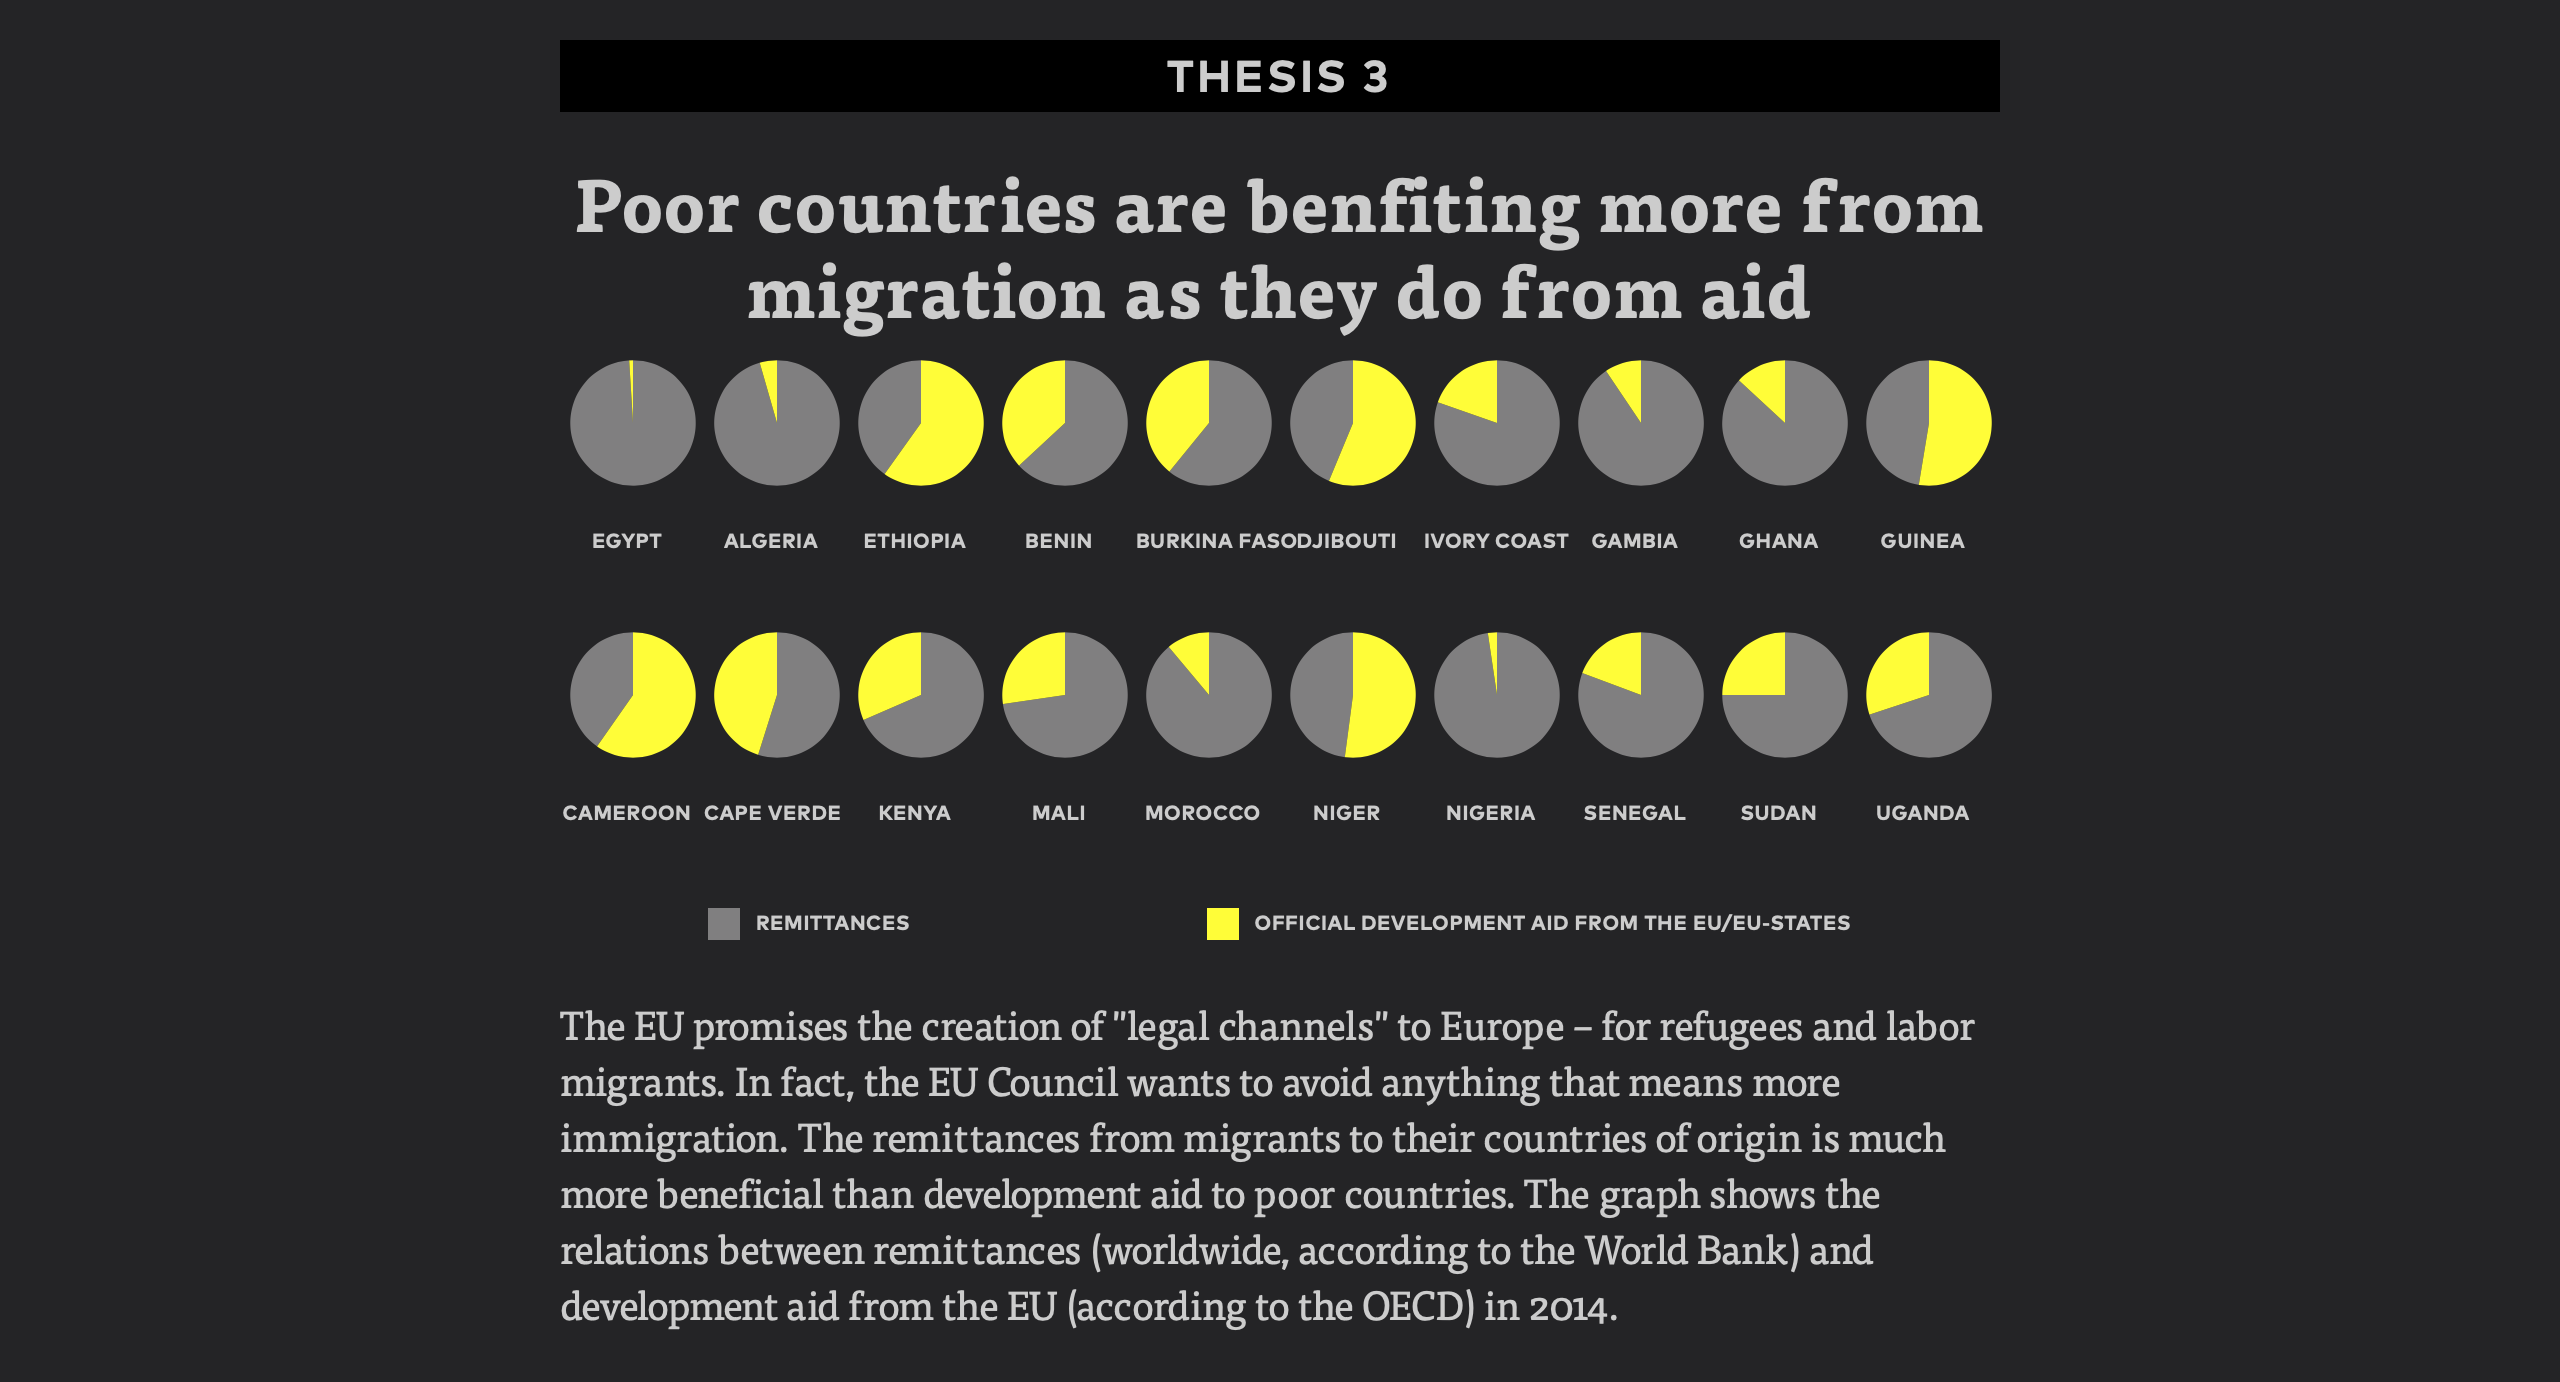 THESIS 3
Poor countries are benfiting more from
migration as they do from aid
EGYPT
ALGERIA
ETHIOPIA
BENIN
BURKINA FASO
DJIBOUTI
IVORY COAST
GAMBIA
GHANA
GUINEA
CAMEROON
CAPE VERDE
KENYA
MALI
MOROCCO
NIGER
NIGERIA
SENEGAL
SUDAN
UGANDA
REMITTANCES
OFFICIAL DEVELOPMENT AID FROM THE EU/EU-STATES
The EU promises the creation of "legal channels" to Europe – for refugees and labor
migrants. In fact, the EU Council wants to avoid anything that means more
immigration. The remittances from migrants to their countries of origin is much
more beneficial than development aid to poor countries. The graph shows the
relations between remittances (worldwide, according to the World Bank) and
development aid from the EU (according to the OECD) in 2014.